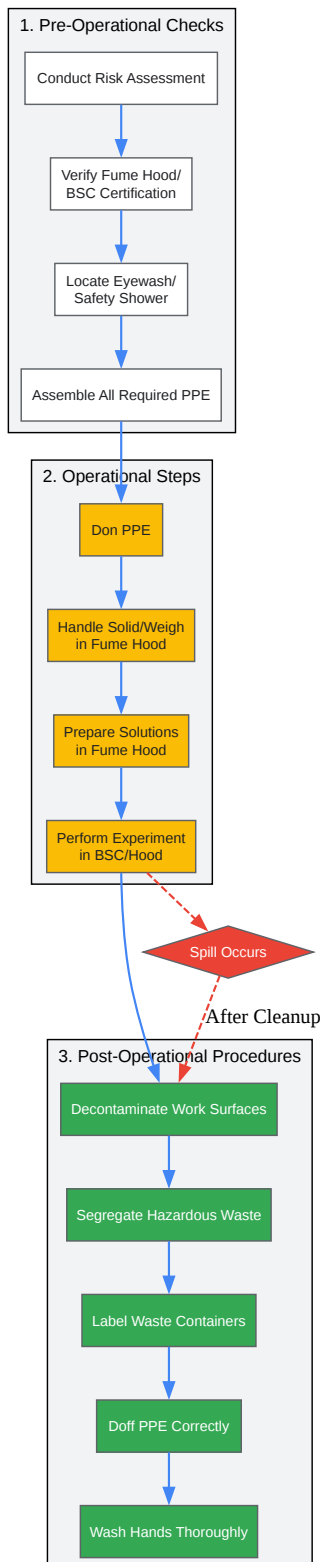 1. Pre-Operational Checks
Conduct Risk Assessment
Verify Fume Hood/
BSC Certification
Locate Eyewash/
Safety Shower
Assemble All Required PPE
2. Operational Steps
Don PPE
Handle Solid/Weigh
in Fume Hood
Prepare Solutions
in Fume Hood
Perform Experiment
in BSC/Hood
Spill Occurs
After Cleanup
3. Post-Operational Procedures
Decontaminate Work Surfaces
Segregate Hazardous Waste
Label Waste Containers
Doff PPE Correctly
Wash Hands Thoroughly